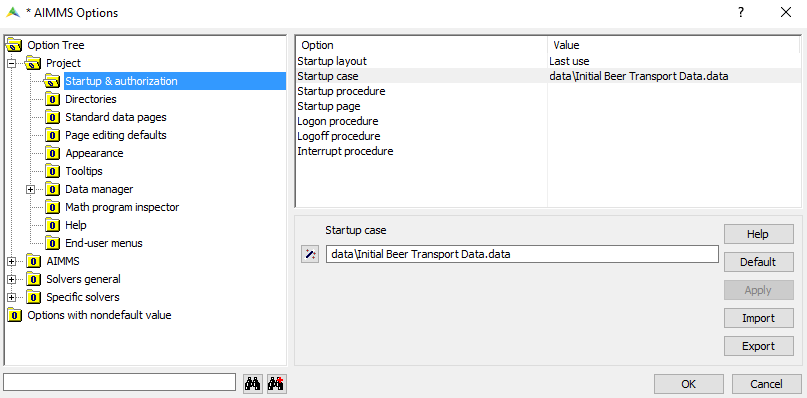 * AIMMS Options
?
Option Tree
Project
Startup & authorization
Directories
Standard data pages
Page editing defaults
Appearance
Tooltips
Data manager
Math program inspector
Help
End-user menus
AIMMS
Solvers general
Specific solvers
Options with nondefault value
Option Value
Startup layout Last use
Startup case data\Initial Beer Transport Data.data
Startup procedure
Startup page
Logon procedure
Logoff procedure
Interrupt procedure
Startup case
data\Initial Beer Transport Data.data
Help
Default
Apply
Import
Export
OK Cancel